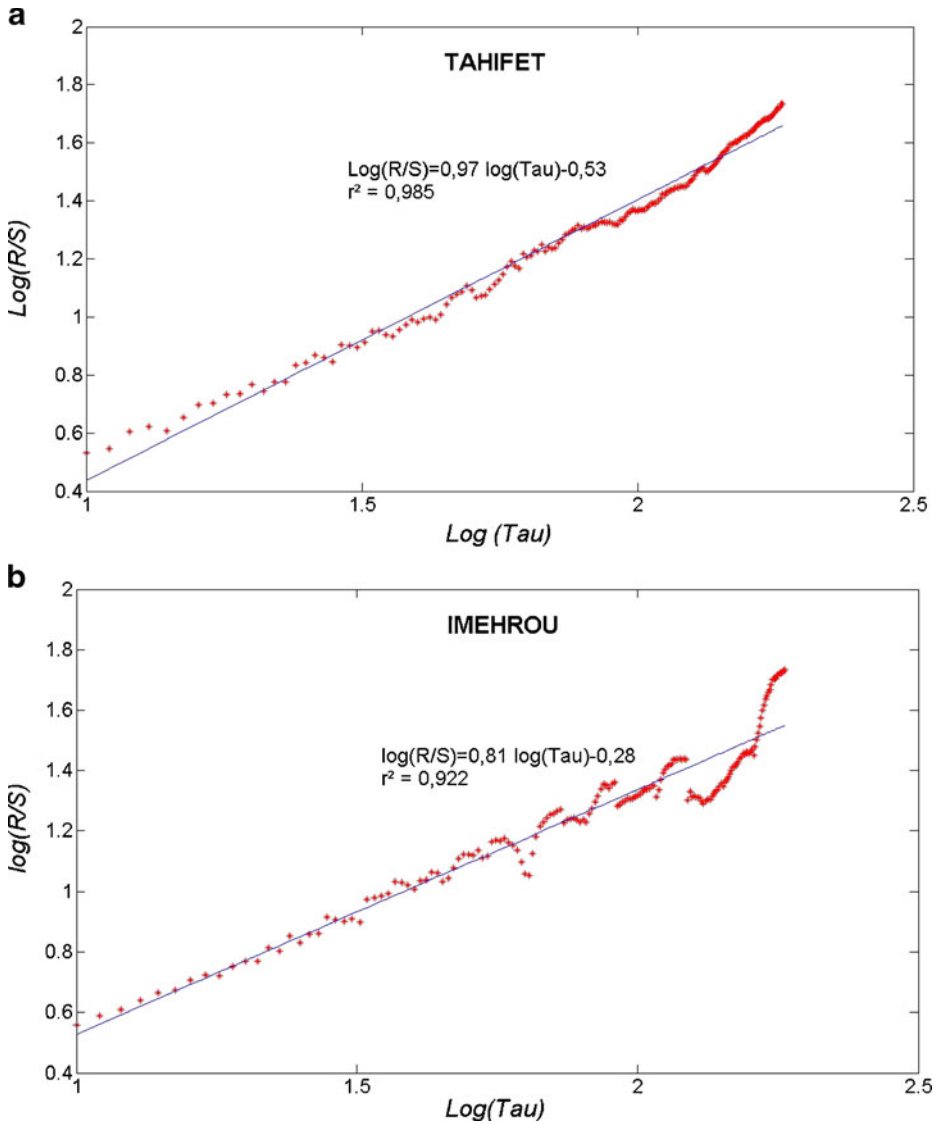 a
2
TAHIFET
1.8
1.6
Log(R/S)=0,97 log(Tau)-0,53
r² = 0,985
1.4
Log(R/S)
1.2
1
0.8
0.6
0.4
1
1.5
2
2.5
Log (Tau)
b
2
IMEHROU
1.8
1.6
log(R/S)=0,81 log(Tau)-0,28
r² = 0,922
1.4
log(R/S)
1.2
1
0.8
0.6
0.4
1
1.5
2
2.5
Log(Tau)